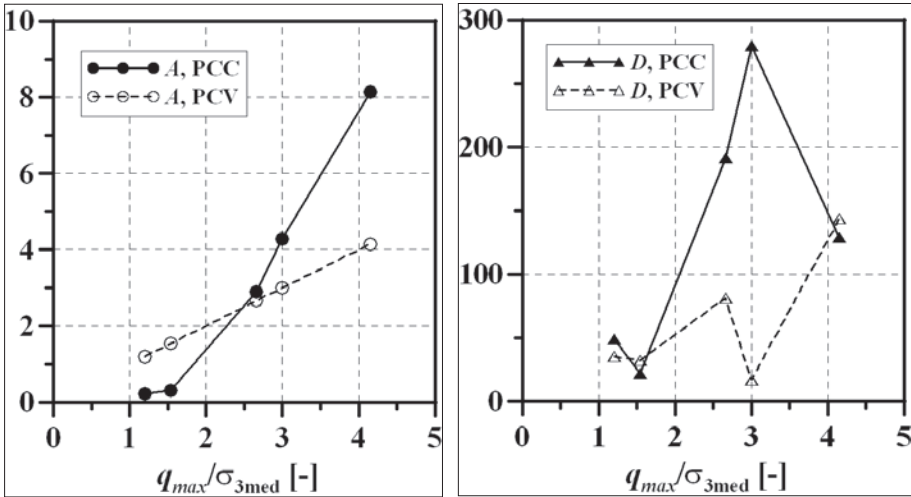 10
8
6
4
2
0
A, PCC
A, PCV
0 1 2 3 4 5
q_max/σ_3med [-]
300
200
100
0
D, PCC
D, PCV
0 1 2 3 4 5
q_max/σ_3med [-]